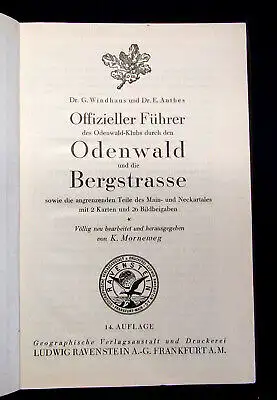 Dr. G. Windhaus und Dr. E. Anthes
Offizieller Führer
des Odenwald-Klubs durch den
Odenwald
und die
Bergstrasse
sowie die angrenzenden Teile des Main- und Neckartales
mit 2 Karten und 26 Bildbeigaben
Völlig neu bearbeitet und herausgegeben
von K. Morneweg
RAVENSTEIN
14. AUFLAGE
Geographische Verlagsanstalt und Druckerei
LUDWIG RAVENSTEIN A.-G. FRANKFURT A.M.